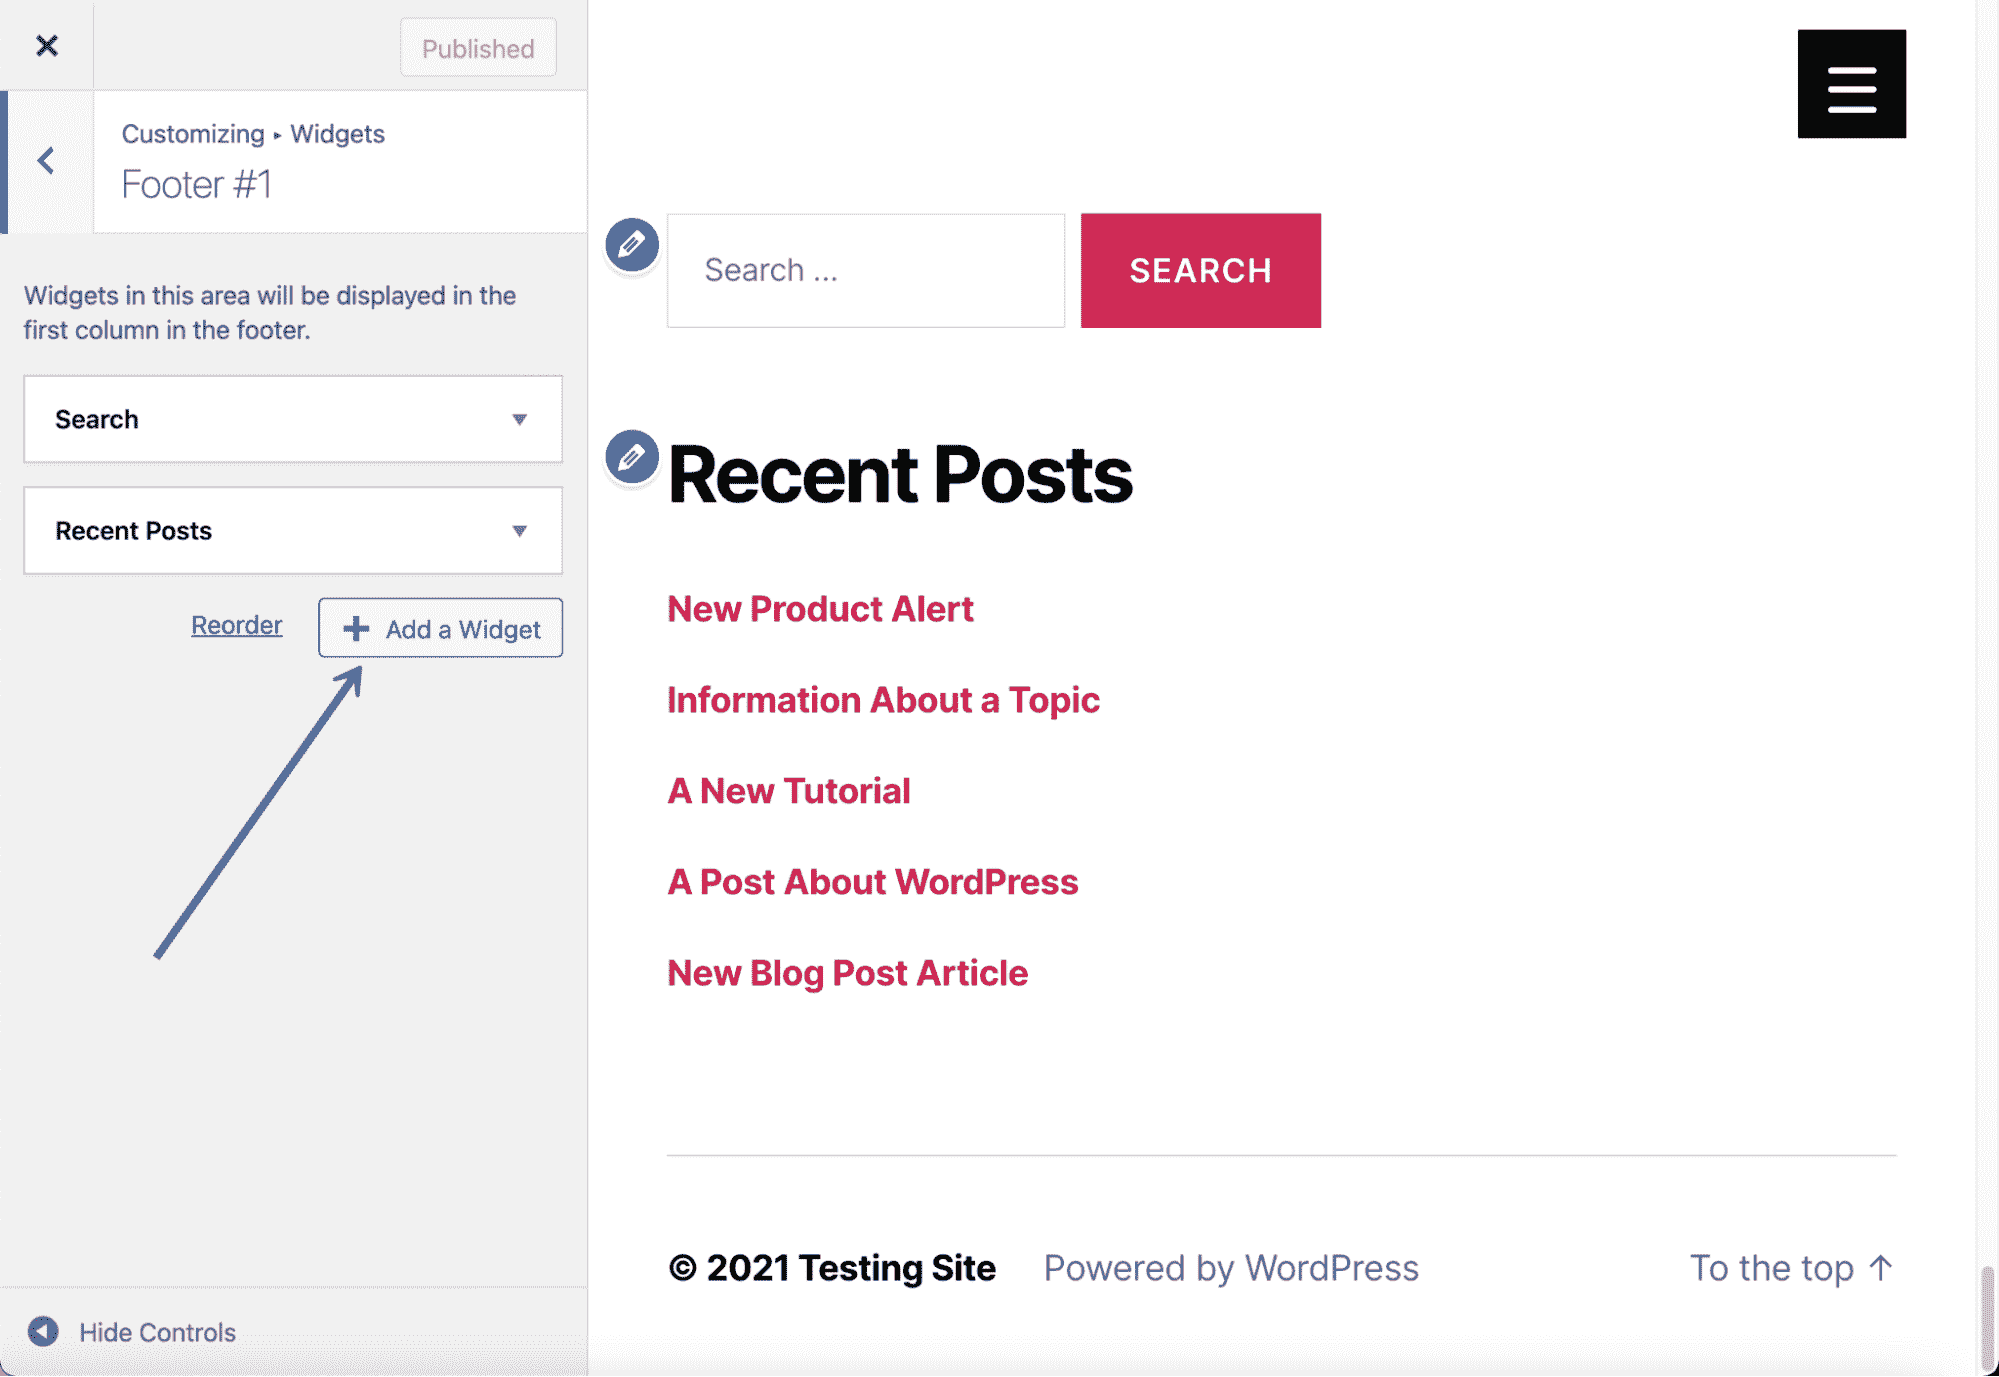 Published
Customizing ▸ Widgets
Footer #1
Widgets in this area will be displayed in the
first column in the footer.
Search
Recent Posts
Reorder
Add a Widget
Hide Controls
Search ...
SEARCH
Recent Posts
New Product Alert
Information About a Topic
A New Tutorial
A Post About WordPress
New Blog Post Article
© 2021 Testing Site Powered by WordPress To the top ↑